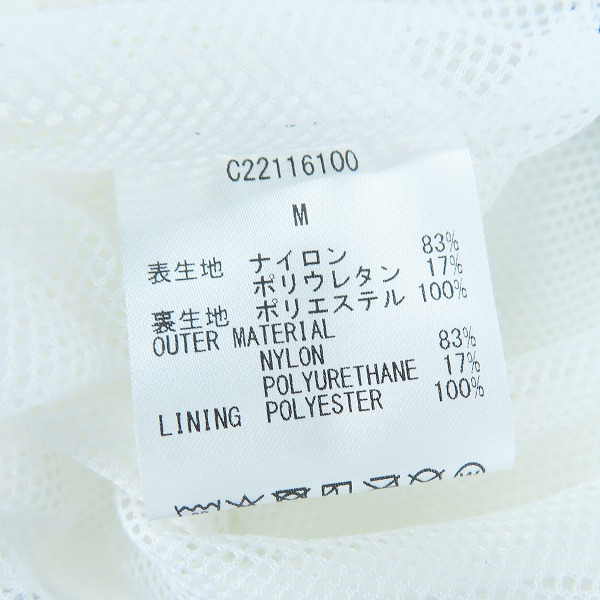 C22116100
M
表生地 ナイロン 83%
ポリウレタン 17%
裏生地 ポリエステル 100%
OUTER MATERIAL
NYLON 83%
POLYURETHANE 17%
LINING POLYESTER 100%